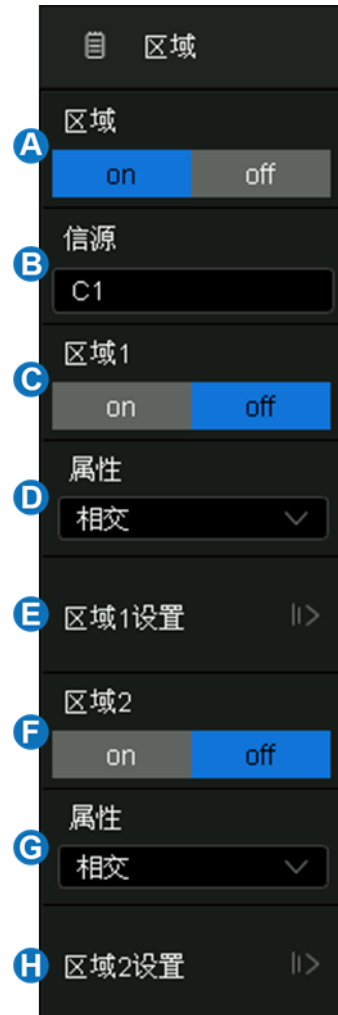 区域
区域
A
on off
信源
B
C1
区域1
C
on off
属性
D
相交
E 区域1设置
区域2
F
on off
属性
G
相交
H 区域2设置